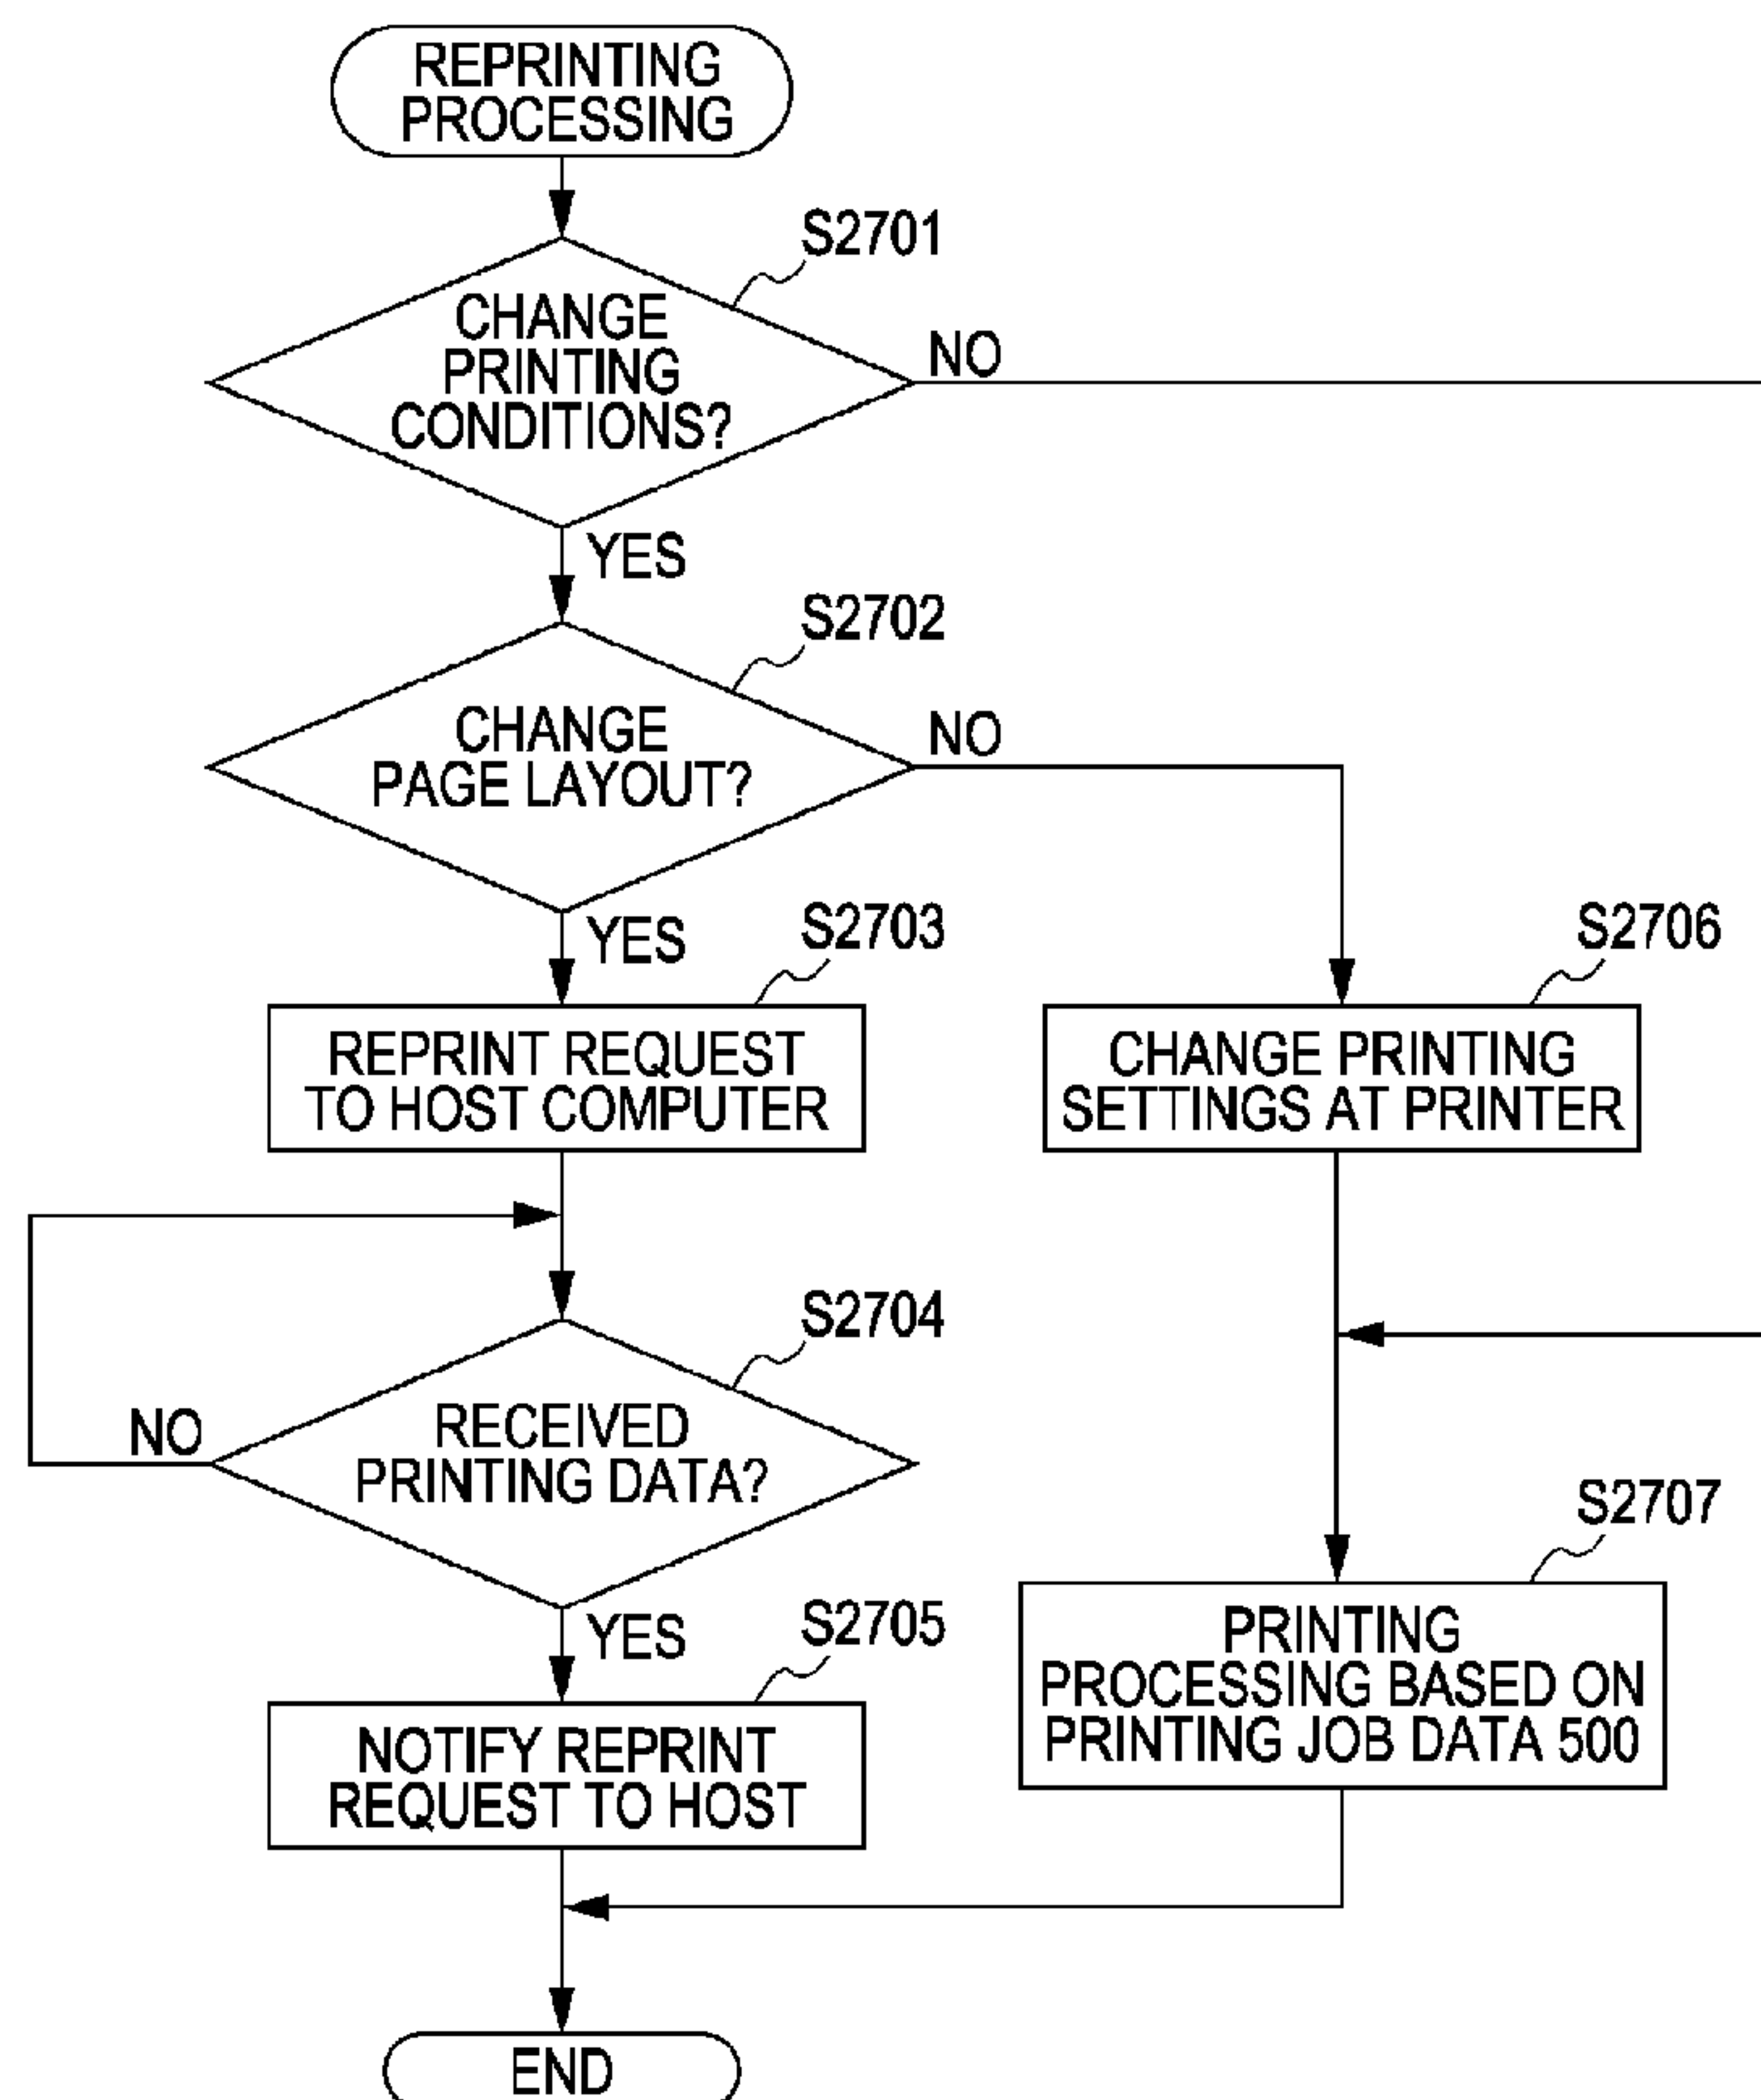 REPRINTING
PROCESSING
S2701
CHANGE
PRINTING
CONDITIONS?
NO
YES
S2702
CHANGE
PAGE LAYOUT?
NO
YES
S2703
REPRINT REQUEST
TO HOST COMPUTER
S2706
CHANGE PRINTING
SETTINGS AT PRINTER
S2704
RECEIVED
PRINTING DATA?
NO
YES
S2705
NOTIFY REPRINT
REQUEST TO HOST
S2707
PRINTING
PROCESSING BASED ON
PRINTING JOB DATA 500
END